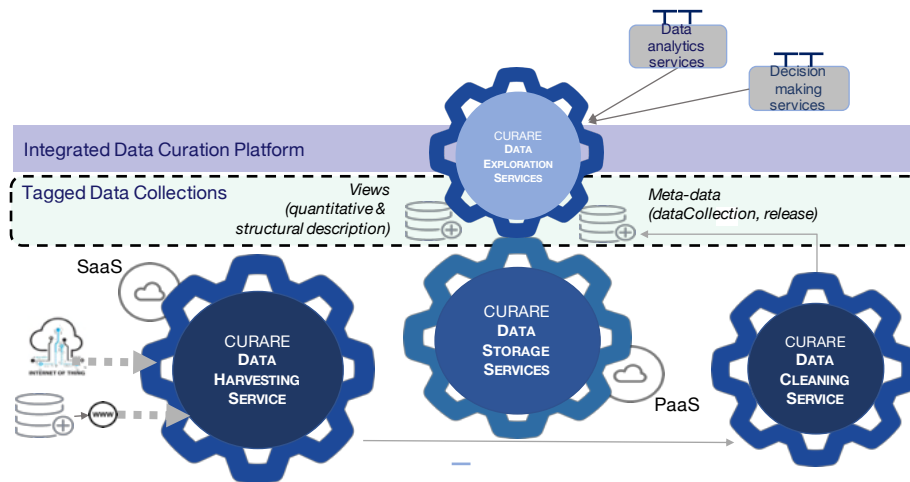 Data
analytics
services
Decision
making
services
CURARE
DATA
EXPLORATION
SERVICES
Integrated Data Curation Platform
Tagged Data Collections
Views
(quantitative &
structural description)
Meta-data
(dataCollection, release)
SaaS
CURARE
DATA
HARVESTING
SERVICE
CURARE
DATA
STORAGE
SERVICES
CURARE
DATA
CLEANING
SERVICE
INTERNET OF THING
WWW
PaaS